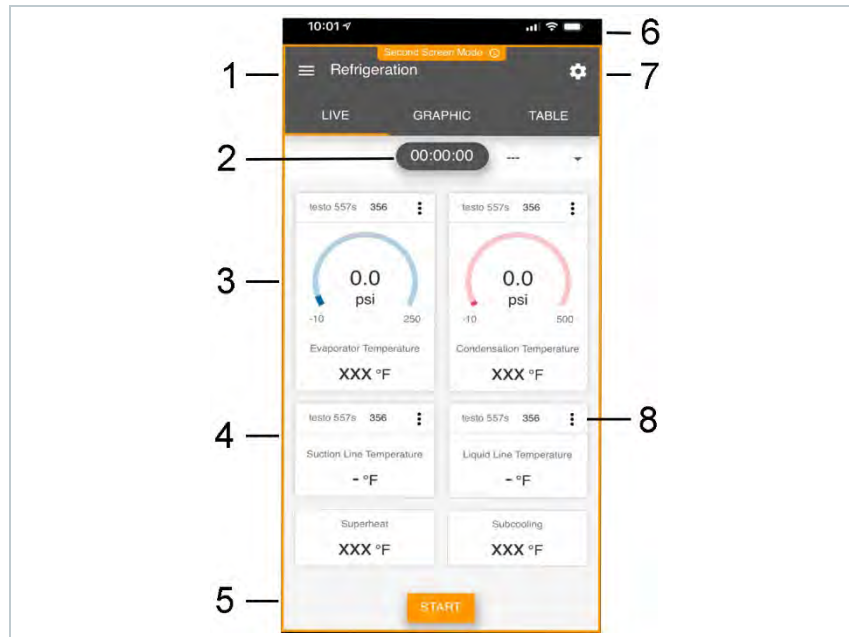 10:01
6
Second Screen Mode
1
Refrigeration
7
LIVE GRAPHIC TABLE
2
00:00:00 ---
testo 557s 356 testo 557s 356
3
0.0 0.0
psi psi
-10 250 -10 500
Evaporator Temperature Condensation Temperature
XXX °F XXX °F
testo 557s 356 testo 557s 356
8
4
Suction Line Temperature Liquid Line Temperature
- °F - °F
Superheat Subcooling
XXX °F XXX °F
5
START